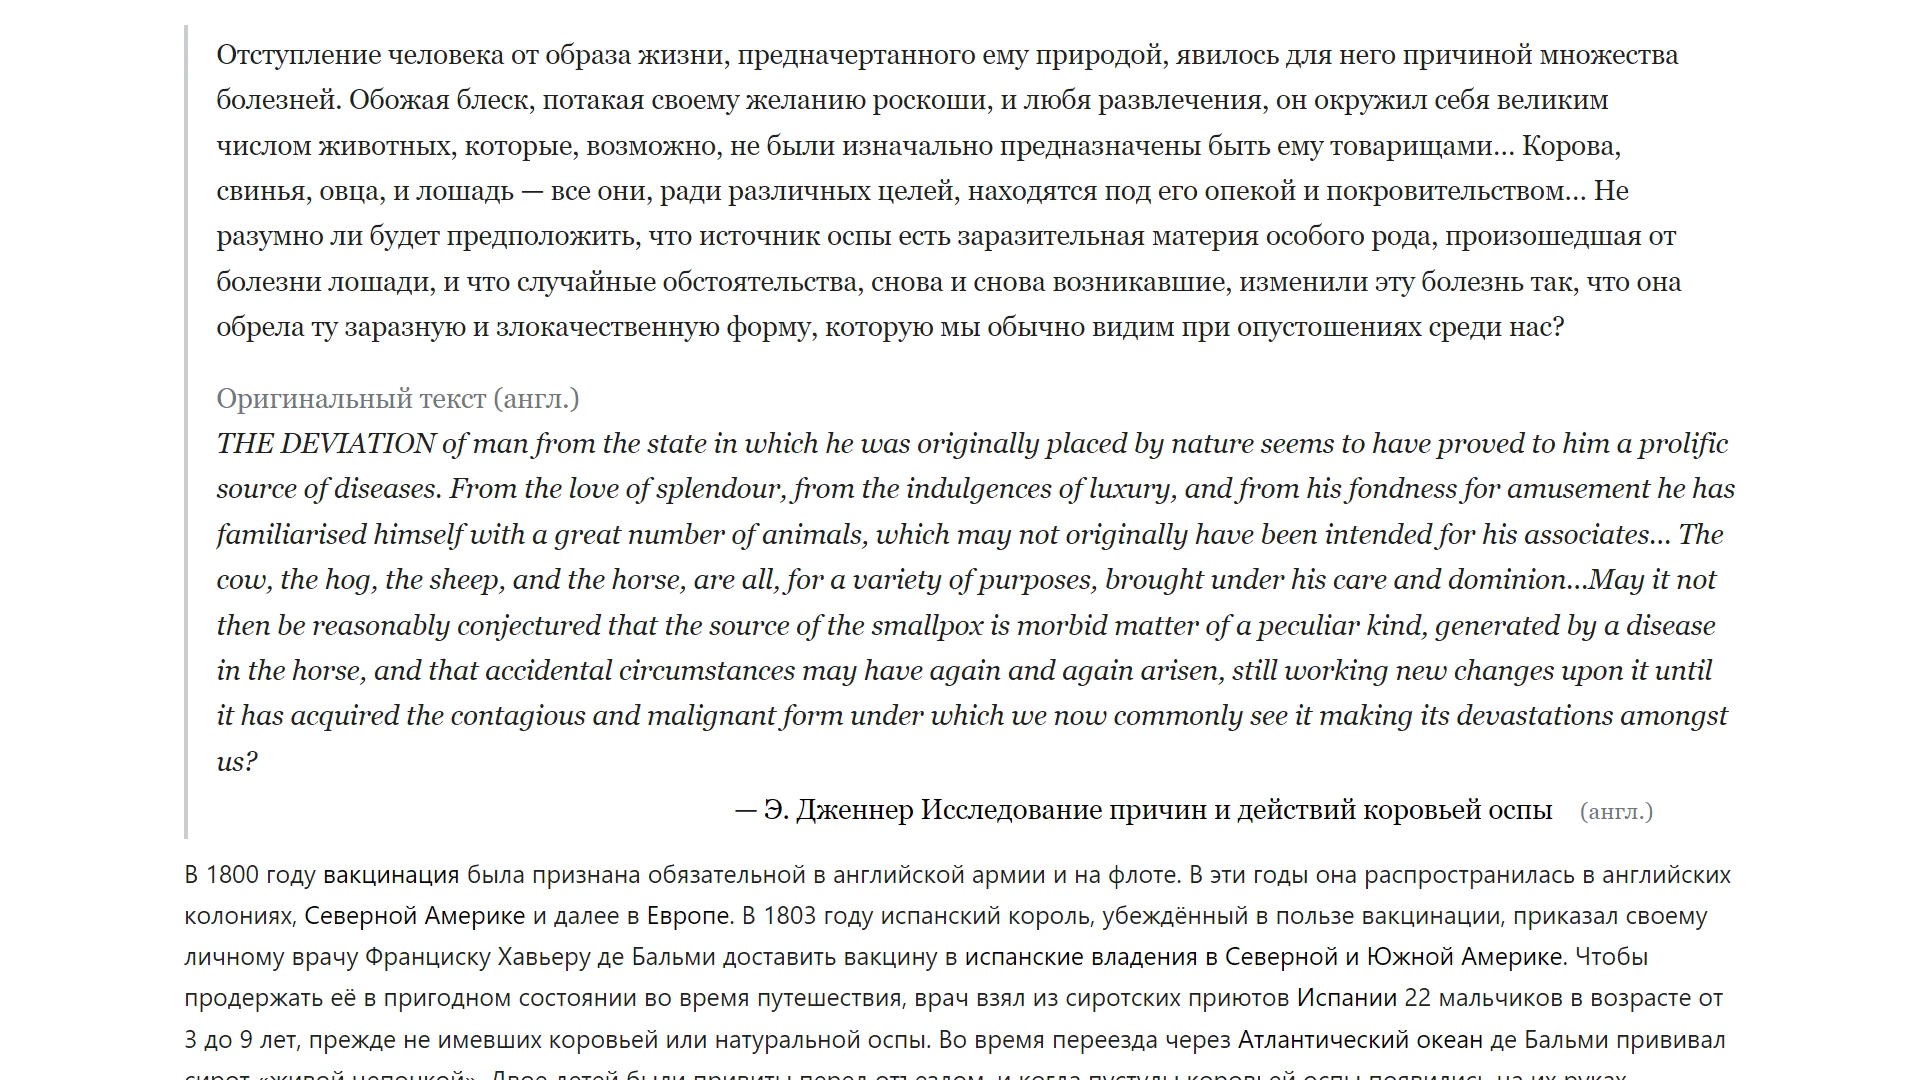 Отступление человека от образа жизни, предначертанного ему природой, явилось для него причиной множества
болезней. Обожая блеск, потакая своему желанию роскоши, и любя развлечения, он окружил себя великим
числом животных, которые, возможно, не были изначально предназначены быть ему товарищами... Корова,
свинья, овца, и лошадь — все они, ради различных целей, находятся под его опекой и покровительством... Не
разумно ли будет предположить, что источник оспы есть заразительная материя особого рода, произошедшая от
болезни лошади, и что случайные обстоятельства, снова и снова возникавшие, изменили эту болезнь так, что она
обрела ту заразную и злокачественную форму, которую мы обычно видим при опустошениях среди нас?
Оригинальный текст (англ.)
THE DEVIATION of man from the state in which he was originally placed by nature seems to have proved to him a prolific
source of diseases. From the love of splendour, from the indulgences of luxury, and from his fondness for amusement he has
familiarised himself with a great number of animals, which may not originally have been intended for his associates... The
cow, the hog, the sheep, and the horse, are all, for a variety of purposes, brought under his care and dominion...May it not
then be reasonably conjectured that the source of the smallpox is morbid matter of a peculiar kind, generated by a disease
in the horse, and that accidental circumstances may have again and again arisen, still working new changes upon it until
it has acquired the contagious and malignant form under which we now commonly see it making its devastations amongst
us?
— Э. Дженнер Исследование причин и действий коровьей оспы (англ.)
В 1800 году вакцинация была признана обязательной в английской армии и на флоте. В эти годы она распространилась в английских
колониях, Северной Америке и далее в Европе. В 1803 году испанский король, убеждённый в пользе вакцинации, приказал своему
личному врачу Франциску Хавьеру де Бальми доставить вакцину в испанские владения в Северной и Южной Америке. Чтобы
продержать её в пригодном состоянии во время путешествия, врач взял из сиротских приютов Испании 22 мальчиков в возрасте от
3 до 9 лет, прежде не имевших коровьей или натуральной оспы. Во время переезда через Атлантический океан де Бальми прививал
сирот «живой цепочкой». Двое детей были привиты перед отъездом, и когда пустулы коровьей оспы появились на их руках,